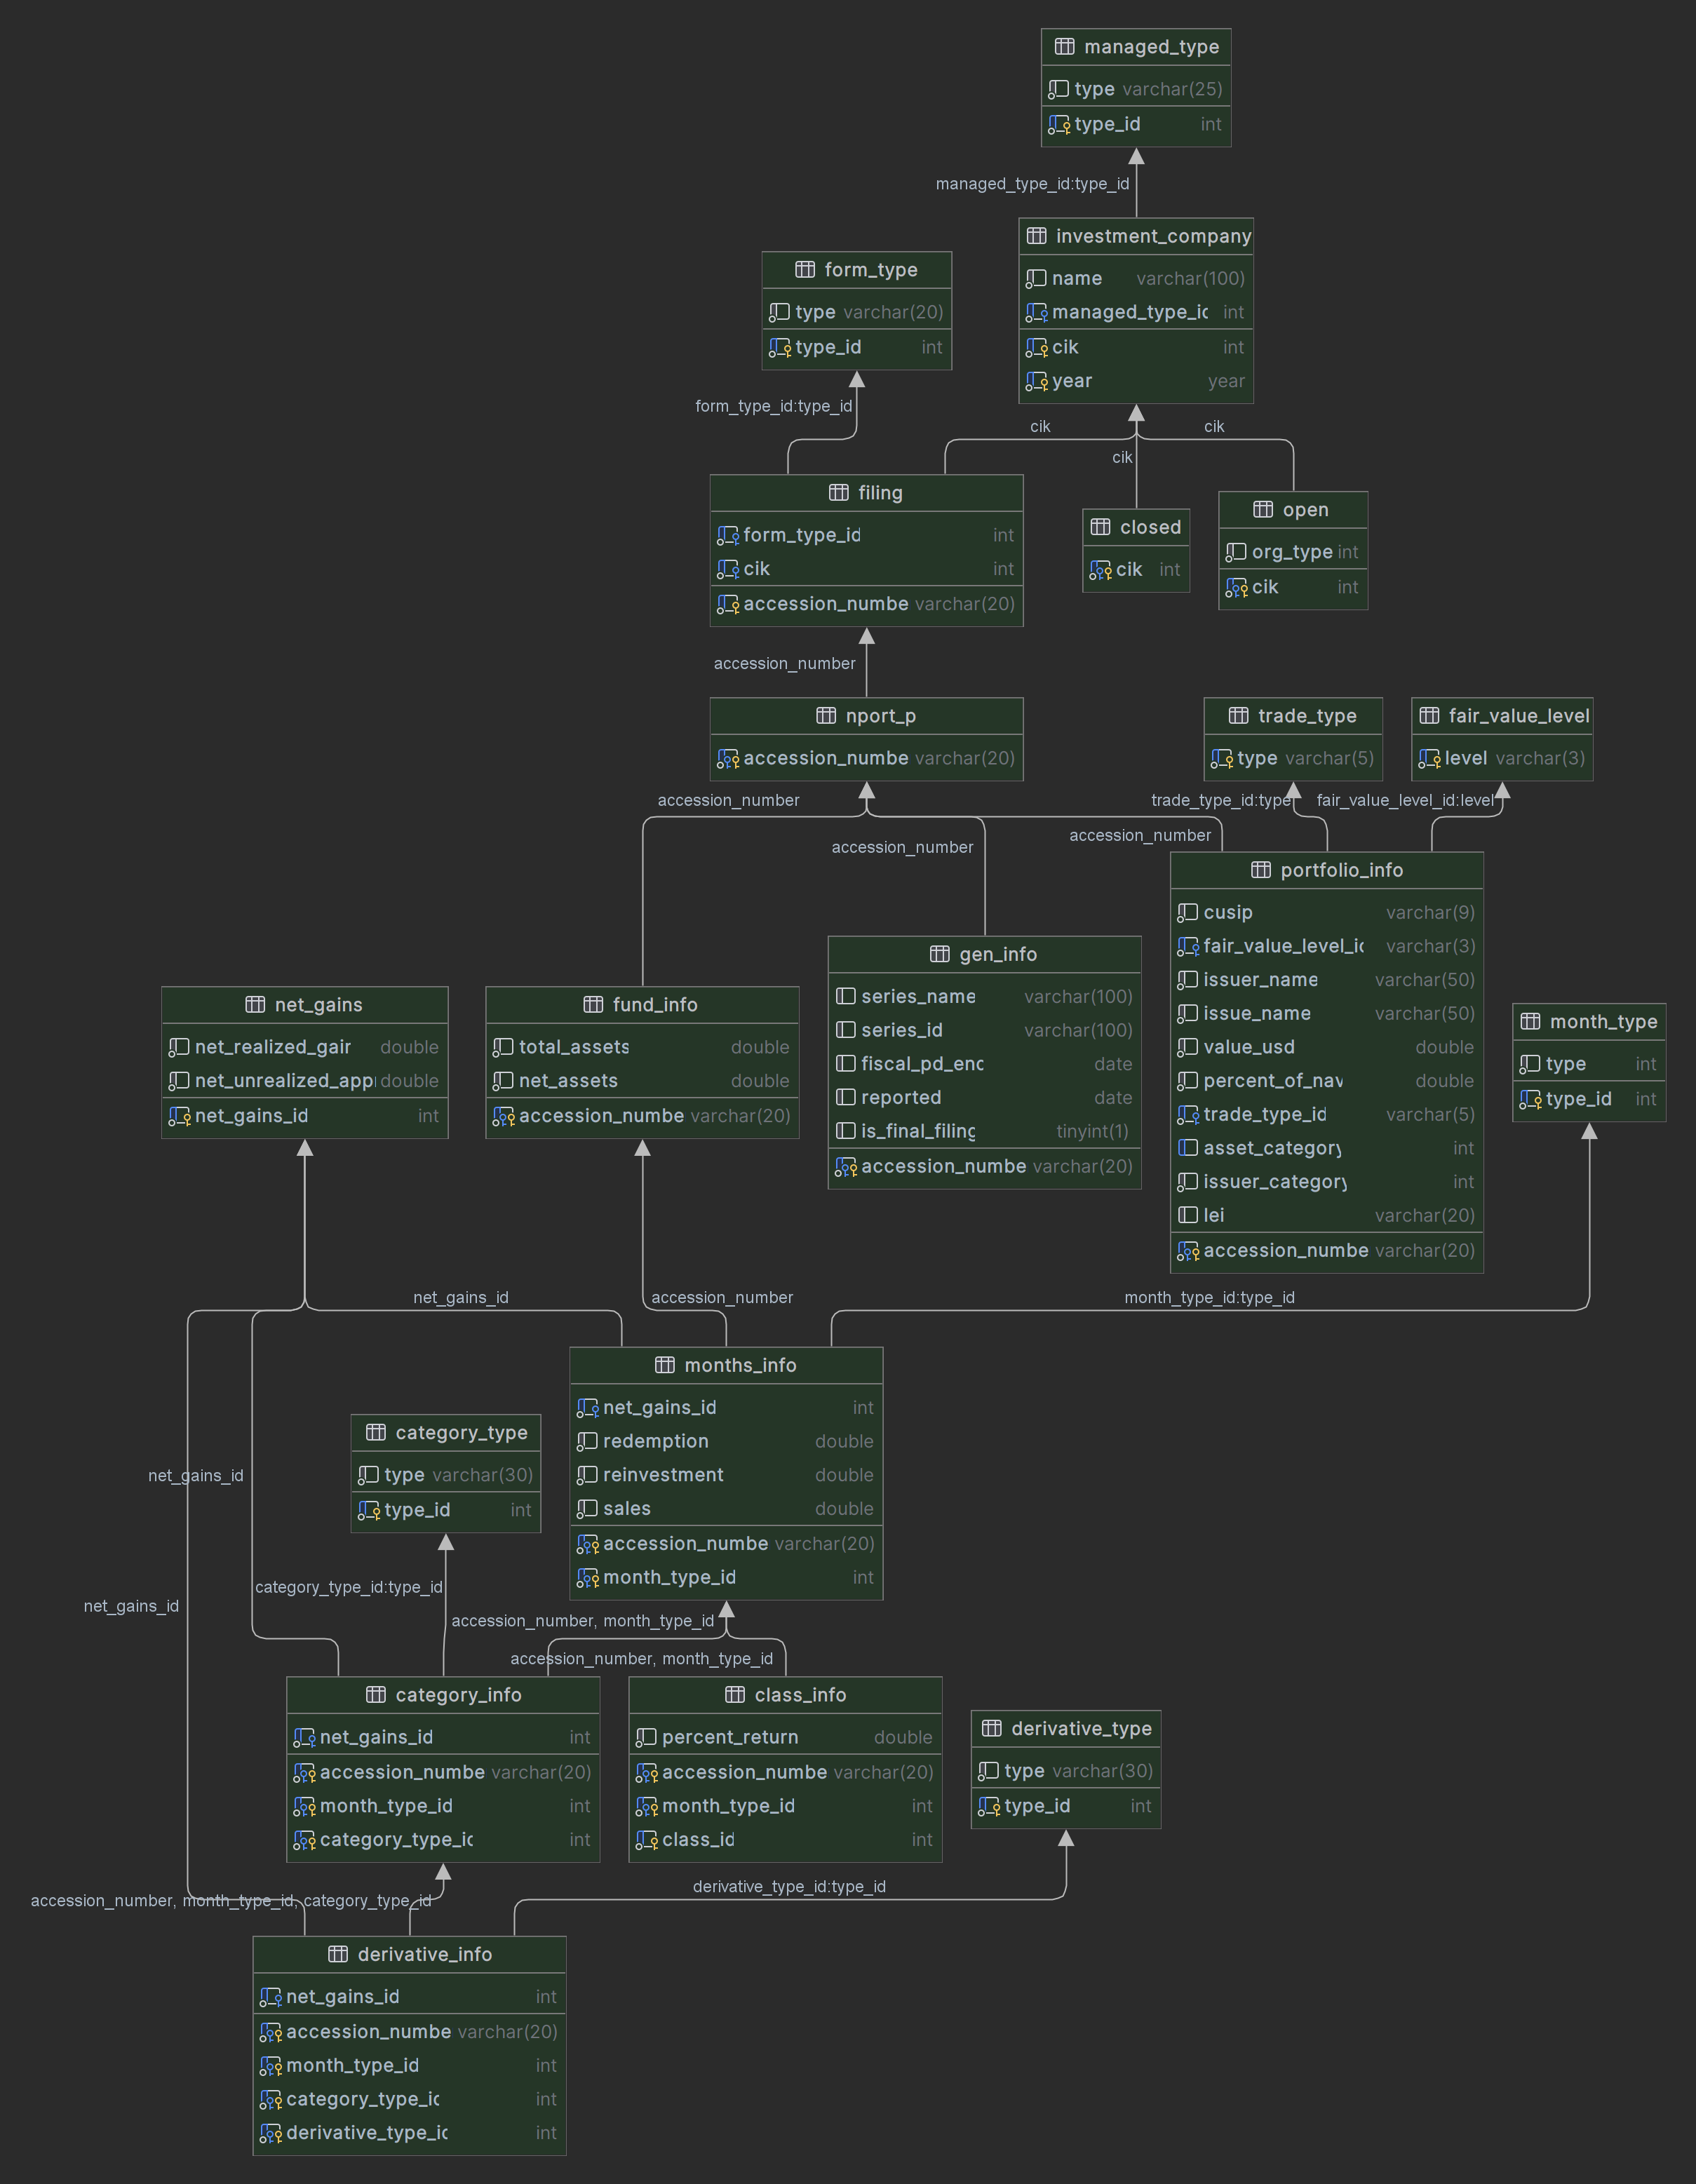 managed_type
type varchar(25)
type_id int
managed_type_id:type_id
investment_company
name varchar(100)
managed_type_ic int
cik int
year year
form_type
type varchar(20)
type_id int
form_type_id:type_id
cik
cik
cik
filing
form_type_id int
cik int
accession_numbe varchar(20)
closed
cik int
open
org_type int
cik int
accession_number
nport_p
accession_numbe varchar(20)
trade_type
type varchar(5)
fair_value_level
level varchar(3)
accession_number
accession_number
accession_number
trade_type_id:type
fair_value_level_id:level
portfolio_info
cusip varchar(9)
fair_value_level_ic varchar(3)
issuer_name varchar(50)
issue_name varchar(50)
value_usd double
percent_of_nav double
trade_type_id varchar(5)
asset_category int
issuer_category int
lei varchar(20)
accession_numbe varchar(20)
gen_info
series_name varchar(100)
series_id varchar(100)
fiscal_pd_enc date
reported date
is_final_filing tinyint(1)
accession_numbe varchar(20)
net_gains
net_realized_gair double
net_unrealized_app double
net_gains_id int
fund_info
total_assets double
net_assets double
accession_numbe varchar(20)
month_type
type int
type_id int
net_gains_id
accession_number
month_type_id:type_id
months_info
net_gains_id int
redemption double
reinvestment double
sales double
accession_numbe varchar(20)
month_type_id int
category_type
type varchar(30)
type_id int
net_gains_id
category_type_id:type_id
net_gains_id
accession_number, month_type_id
accession_number, month_type_id
category_info
net_gains_id int
accession_numbe varchar(20)
month_type_id int
category_type_ic int
class_info
percent_return double
accession_numbe varchar(20)
month_type_id int
class_id int
derivative_type
type varchar(30)
type_id int
accession_number, month_type_id, category_type_id
derivative_type_id:type_id
derivative_info
net_gains_id int
accession_numbe varchar(20)
month_type_id int
category_type_ic int
derivative_type_ic int